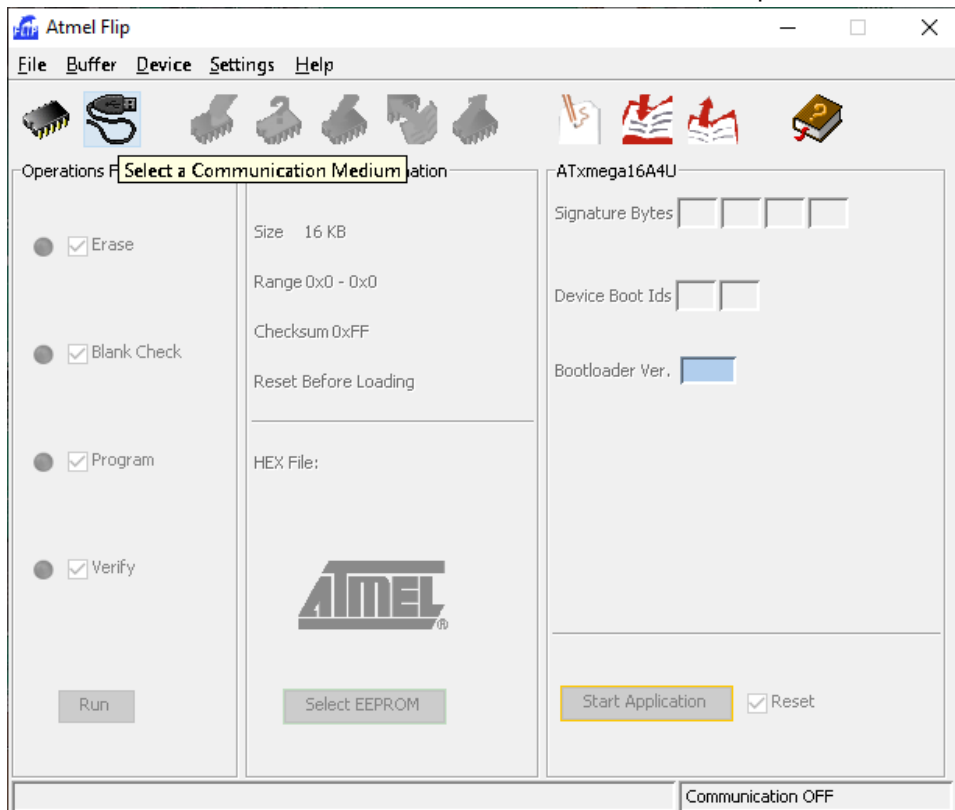 Atmel Flip
File Buffer Device Settings Help
Select a Communication Medium
Operations F
ation
ATxmega16A4U
Erase
Blank Check
Program
Verify
Run
Size 16 KB
Range 0x0 - 0x0
Checksum 0xFF
Reset Before Loading
HEX File:
ATMEL®
Select EEPROM
Signature Bytes
Device Boot Ids
Bootloader Ver.
Start Application
Reset
Communication OFF